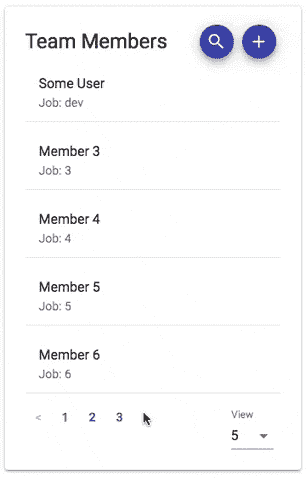 Team Members
Some User
Job: dev
Member 3
Job: 3
Member 4
Job: 4
Member 5
Job: 5
Member 6
Job: 6
< 1 2 3
View
5